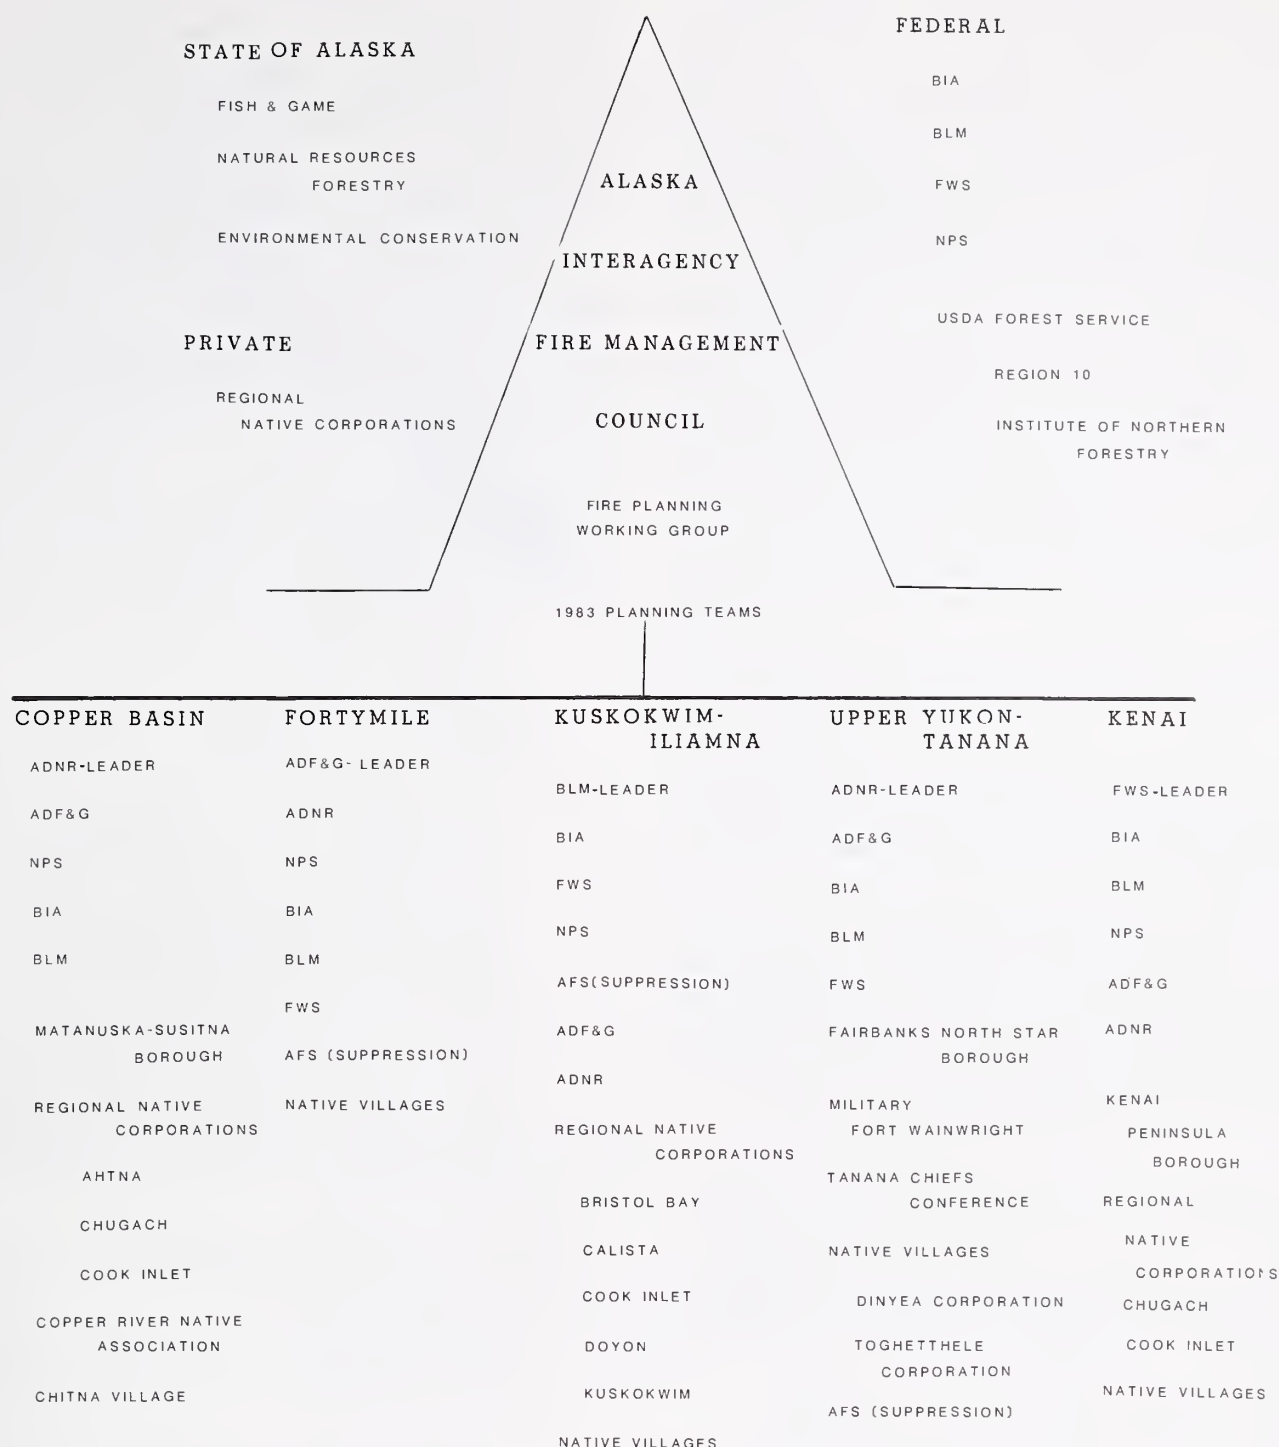 STATE OF ALASKA
FISH & GAME
NATURAL RESOURCES
FORESTRY
ENVIRONMENTAL CONSERVATION
PRIVATE
REGIONAL
NATIVE CORPORATIONS
ALASKA
INTERAGENCY
FIRE MANAGEMENT
COUNCIL
FIRE PLANNING
WORKING GROUP
FEDERAL
BIA
BLM
FWS
NPS
USDA FOREST SERVICE
REGION 10
INSTITUTE OF NORTHERN
FORESTRY
1983 PLANNING TEAMS
COPPER BASIN
ADNR-LEADER
ADF&G
NPS
BIA
BLM
MATANUSKA-SUSITNA
BOROUGH
REGIONAL NATIVE
CORPORATIONS
AHTNA
CHUGACH
COOK INLET
COPPER RIVER NATIVE
ASSOCIATION
CHITNA VILLAGE
FORTYMILE
ADF&G- LEADER
ADNR
NPS
BIA
BLM
FWS
AFS (SUPPRESSION)
NATIVE VILLAGES
KUSKOKWIM-
ILIAMNA
BLM-LEADER
BIA
FWS
NPS
AFS(SUPPRESSION)
ADF&G
ADNR
REGIONAL NATIVE
CORPORATIONS
BRISTOL BAY
CALISTA
COOK INLET
DOYON
KUSKOKWIM
NATIVE VILLAGES
UPPER YUKON-
TANANA
ADNR-LEADER
ADF&G
BIA
BLM
FWS
FAIRBANKS NORTH STAR
BOROUGH
MILITARY
FORT WAINWRIGHT
TANANA CHIEFS
CONFERENCE
NATIVE VILLAGES
DINYEA CORPORATION
TOGHETTHELE
CORPORATION
AFS (SUPPRESSION)
KENAI
FWS-LEADER
BIA
BLM
NPS
ADF&G
ADNR
KENAI
PENINSULA
BOROUGH
REGIONAL
NATIVE
CORPORATIONS
CHUGACH
COOK INLET
NATIVE VILLAGES